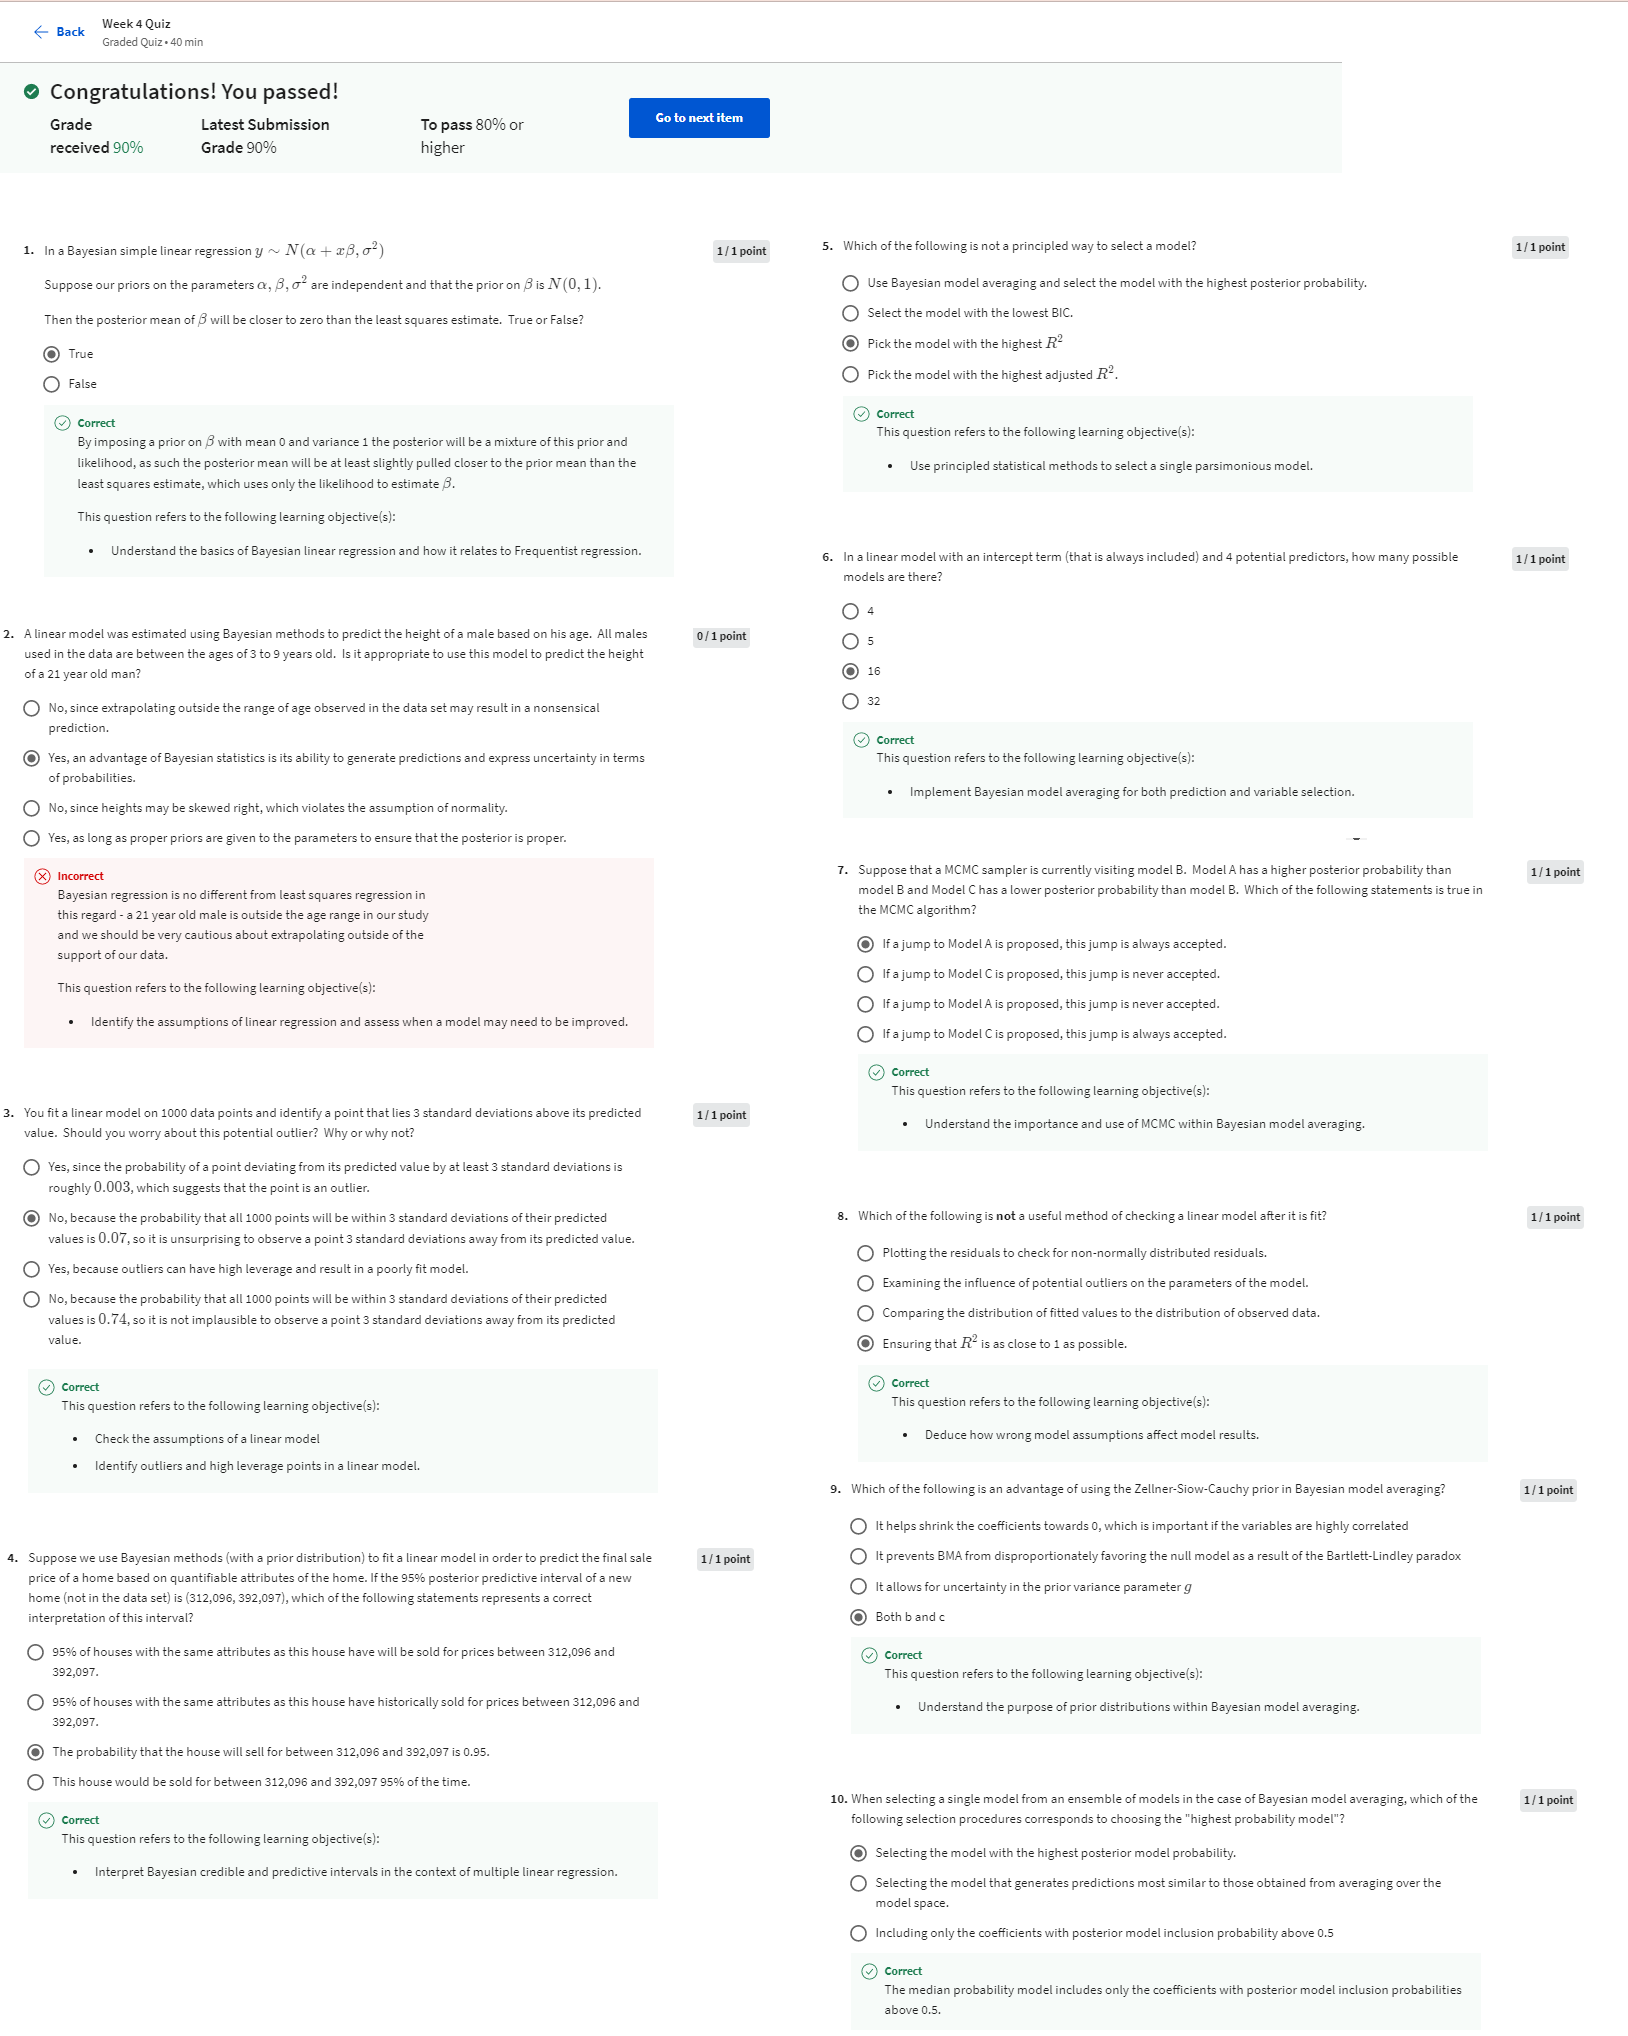 Back
Week 4 Quiz
Graded Quiz • 40 min
Congratulations! You passed!
Grade
received 90%
Latest Submission
Grade 90%
To pass 80% or
higher
Go to next item
1. In a Bayesian simple linear regression y ∼ N(α + xβ, σ²)
1 / 1 point
Suppose our priors on the parameters α, β, σ² are independent and that the prior on β is N(0, 1).
Then the posterior mean of β will be closer to zero than the least squares estimate. True or False?
True
False
Correct
By imposing a prior on β with mean 0 and variance 1 the posterior will be a mixture of this prior and
likelihood, as such the posterior mean will be at least slightly pulled closer to the prior mean than the
least squares estimate, which uses only the likelihood to estimate β.
This question refers to the following learning objective(s):
• Understand the basics of Bayesian linear regression and how it relates to Frequentist regression.
2. A linear model was estimated using Bayesian methods to predict the height of a male based on his age. All males
used in the data are between the ages of 3 to 9 years old. Is it appropriate to use this model to predict the height
of a 21 year old man?
0 / 1 point
No, since extrapolating outside the range of age observed in the data set may result in a nonsensical
prediction.
Yes, an advantage of Bayesian statistics is its ability to generate predictions and express uncertainty in terms
of probabilities.
No, since heights may be skewed right, which violates the assumption of normality.
Yes, as long as proper priors are given to the parameters to ensure that the posterior is proper.
Incorrect
Bayesian regression is no different from least squares regression in
this regard - a 21 year old male is outside the age range in our study
and we should be very cautious about extrapolating outside of the
support of our data.
This question refers to the following learning objective(s):
• Identify the assumptions of linear regression and assess when a model may need to be improved.
3. You fit a linear model on 1000 data points and identify a point that lies 3 standard deviations above its predicted
value. Should you worry about this potential outlier? Why or why not?
1 / 1 point
Yes, since the probability of a point deviating from its predicted value by at least 3 standard deviations is
roughly 0.003, which suggests that the point is an outlier.
No, because the probability that all 1000 points will be within 3 standard deviations of their predicted
values is 0.07, so it is unsurprising to observe a point 3 standard deviations away from its predicted value.
Yes, because outliers can have high leverage and result in a poorly fit model.
No, because the probability that all 1000 points will be within 3 standard deviations of their predicted
values is 0.74, so it is not implausible to observe a point 3 standard deviations away from its predicted
value.
Correct
This question refers to the following learning objective(s):
• Check the assumptions of a linear model
• Identify outliers and high leverage points in a linear model.
4. Suppose we use Bayesian methods (with a prior distribution) to fit a linear model in order to predict the final sale
price of a home based on quantifiable attributes of the home. If the 95% posterior predictive interval of a new
home (not in the data set) is (312,096, 392,097), which of the following statements represents a correct
interpretation of this interval?
1 / 1 point
95% of houses with the same attributes as this house have will be sold for prices between 312,096 and
392,097.
95% of houses with the same attributes as this house have historically sold for prices between 312,096 and
392,097.
The probability that the house will sell for between 312,096 and 392,097 is 0.95.
This house would be sold for between 312,096 and 392,097 95% of the time.
Correct
This question refers to the following learning objective(s):
• Interpret Bayesian credible and predictive intervals in the context of multiple linear regression.
5. Which of the following is not a principled way to select a model?
1 / 1 point
Use Bayesian model averaging and select the model with the highest posterior probability.
Select the model with the lowest BIC.
Pick the model with the highest R²
Pick the model with the highest adjusted R².
Correct
This question refers to the following learning objective(s):
• Use principled statistical methods to select a single parsimonious model.
6. In a linear model with an intercept term (that is always included) and 4 potential predictors, how many possible
models are there?
1 / 1 point
4
5
16
32
Correct
This question refers to the following learning objective(s):
• Implement Bayesian model averaging for both prediction and variable selection.
7. Suppose that a MCMC sampler is currently visiting model B. Model A has a higher posterior probability than
model B and Model C has a lower posterior probability than model B. Which of the following statements is true in
the MCMC algorithm?
1 / 1 point
If a jump to Model A is proposed, this jump is always accepted.
If a jump to Model C is proposed, this jump is never accepted.
If a jump to Model A is proposed, this jump is never accepted.
If a jump to Model C is proposed, this jump is always accepted.
Correct
This question refers to the following learning objective(s):
• Understand the importance and use of MCMC within Bayesian model averaging.
8. Which of the following is not a useful method of checking a linear model after it is fit?
1 / 1 point
Plotting the residuals to check for non-normally distributed residuals.
Examining the influence of potential outliers on the parameters of the model.
Comparing the distribution of fitted values to the distribution of observed data.
Ensuring that R² is as close to 1 as possible.
Correct
This question refers to the following learning objective(s):
• Deduce how wrong model assumptions affect model results.
9. Which of the following is an advantage of using the Zellner-Siow-Cauchy prior in Bayesian model averaging?
1 / 1 point
It helps shrink the coefficients towards 0, which is important if the variables are highly correlated
It prevents BMA from disproportionately favoring the null model as a result of the Bartlett-Lindley paradox
It allows for uncertainty in the prior variance parameter g
Both b and c
Correct
This question refers to the following learning objective(s):
• Understand the purpose of prior distributions within Bayesian model averaging.
10. When selecting a single model from an ensemble of models in the case of Bayesian model averaging, which of the
following selection procedures corresponds to choosing the "highest probability model"?
1 / 1 point
Selecting the model with the highest posterior model probability.
Selecting the model that generates predictions most similar to those obtained from averaging over the
model space.
Including only the coefficients with posterior model inclusion probability above 0.5
Correct
The median probability model includes only the coefficients with posterior model inclusion probabilities
above 0.5.